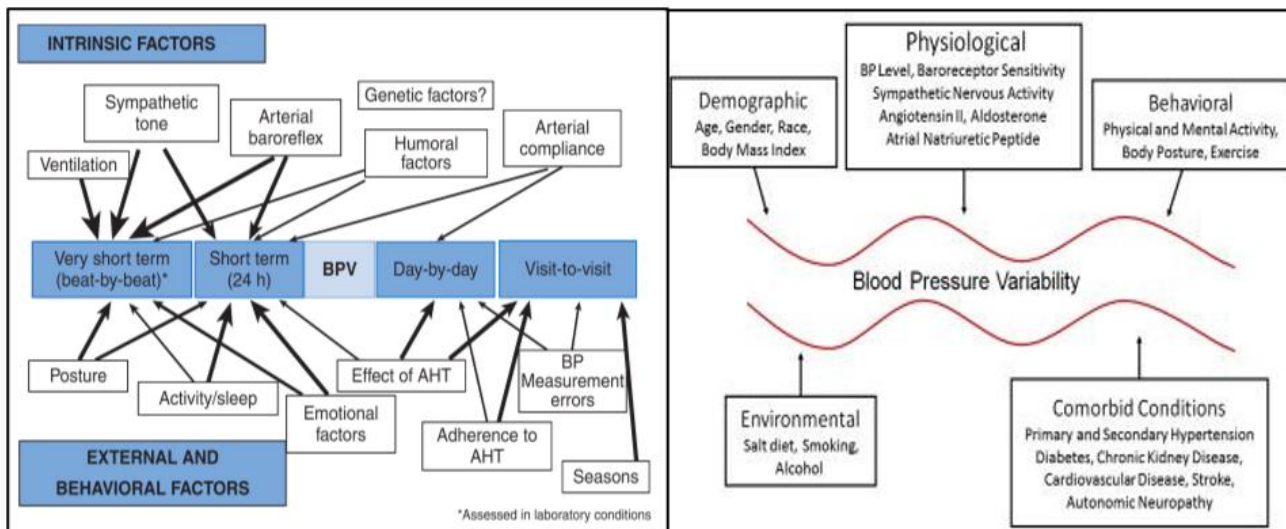 INTRINSIC FACTORS
Sympathetic
tone
Arterial
baroreflex
Genetic factors?
Humoral
factors
Arterial
compliance
Ventilation
Very short term
(beat-by-beat)*
Short term
(24 h)
BPV
Day-by-day
Visit-to-visit
Posture
Activity/sleep
Emotional
factors
Effect of AHT
Adherence to
AHT
BP
Measurement
errors
Seasons
EXTERNAL AND
BEHAVIORAL FACTORS
*Assessed in laboratory conditions
Demographic
Age, Gender, Race,
Body Mass Index
Physiological
BP Level, Baroreceptor Sensitivity
Sympathetic Nervous Activity
Angiotensin II, Aldosterone
Atrial Natriuretic Peptide
Behavioral
Physical and Mental Activity,
Body Posture, Exercise
Blood Pressure Variability
Environmental
Salt diet, Smoking,
Alcohol
Comorbid Conditions
Primary and Secondary Hypertension
Diabetes, Chronic Kidney Disease,
Cardiovascular Disease, Stroke,
Autonomic Neuropathy